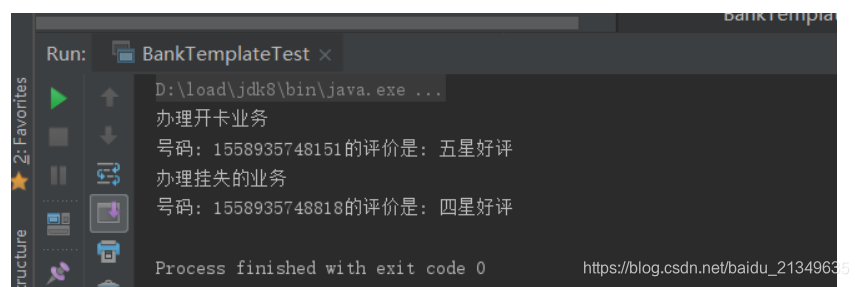 BankTempla
Run: BankTemplateTest ×
D:\load\jdk8\bin\java.exe ...
办理开卡业务
号码: 1558935748151的评价是: 五星好评
办理挂失的业务
号码: 1558935748818的评价是: 四星好评
Process finished with exit code 0
2: Favorites
tructure
https://blog.csdn.net/baidu_21349635